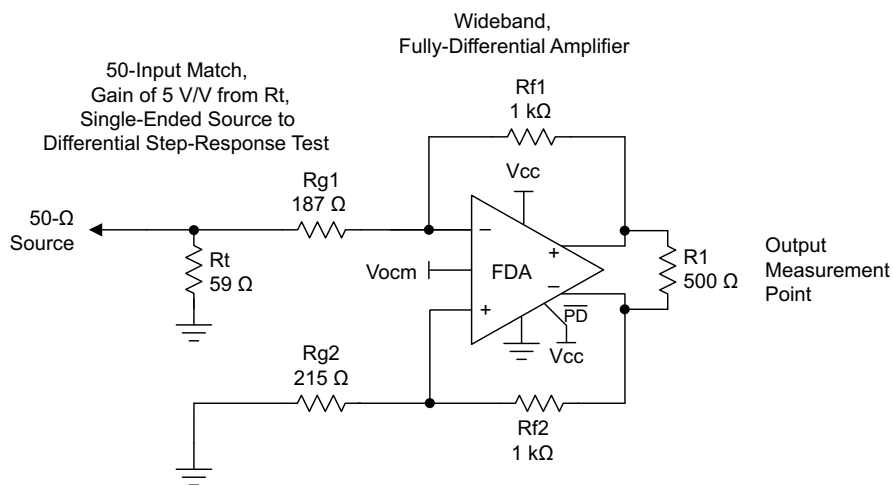 Wideband,
Fully-Differential Amplifier
50-Input Match,
Gain of 5 V/V from Rt,
Single-Ended Source to
Differential Step-Response Test
Rf1
1 kΩ
Rg1
187 Ω
Vcc
50-Ω
Source
Rt
59 Ω
Vocm
−
+
FDA
+
−
PD
Vcc
R1
500 Ω
Output
Measurement
Point
Rg2
215 Ω
Rf2
1 kΩ